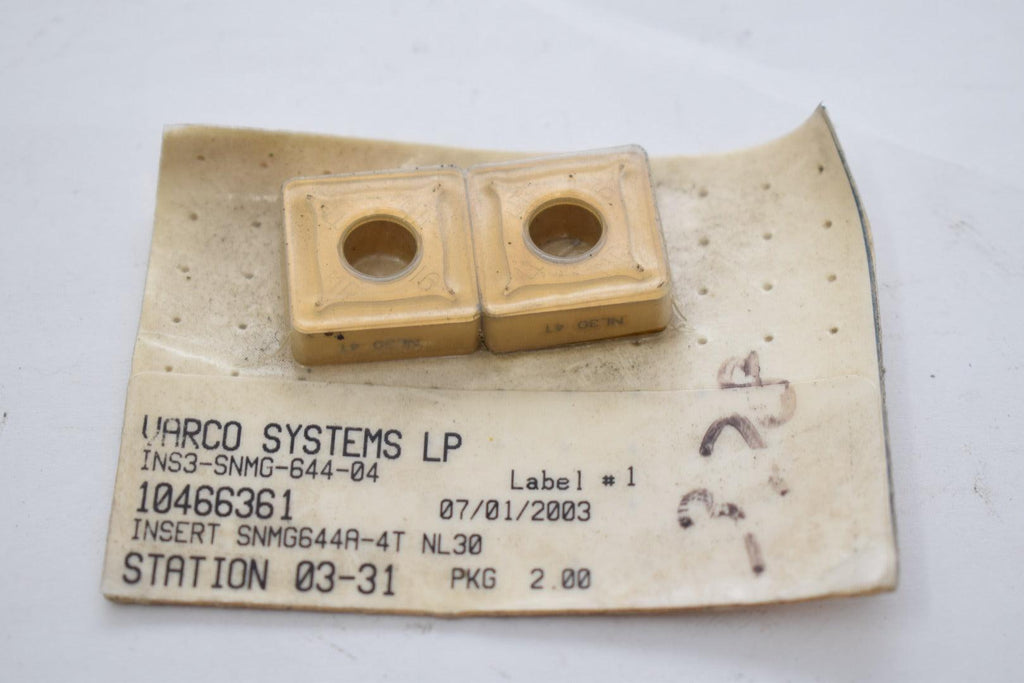 NL30 4T
NL30 4T
VARCO SYSTEMS LP
INS3-SNMG-644-04
Label # 1
10466361
07/01/2003
INSERT SNMG644A-4T NL30
STATION 03-31
PKG 2.00